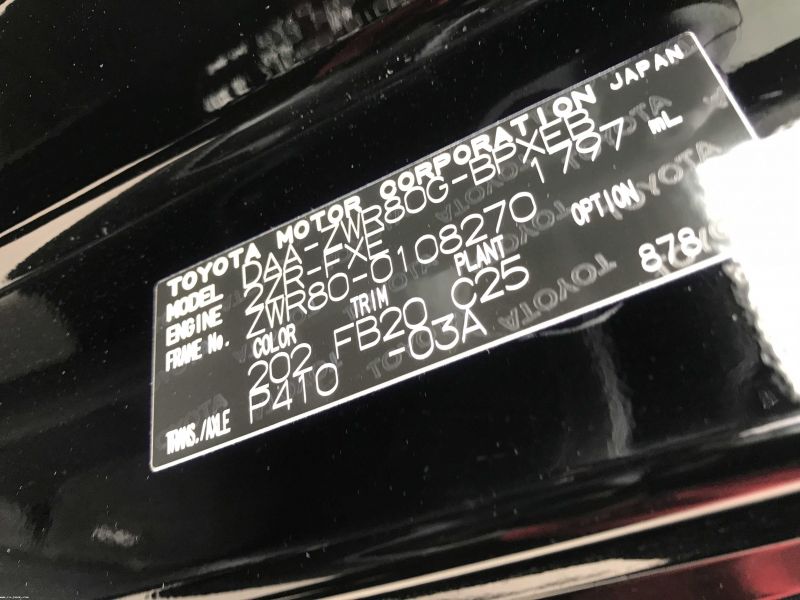 TOYOTA MOTOR CORPORATION JAPAN
MODEL DAA-ZWR80G-BPXEB
ENGINE 2ZR-FXE 1797 mL
FRAME No. ZWR80-0108270
COLOR TRIM PLANT OPTION
202 FB20 C25 878
TRANS./AXLE P410 -03A